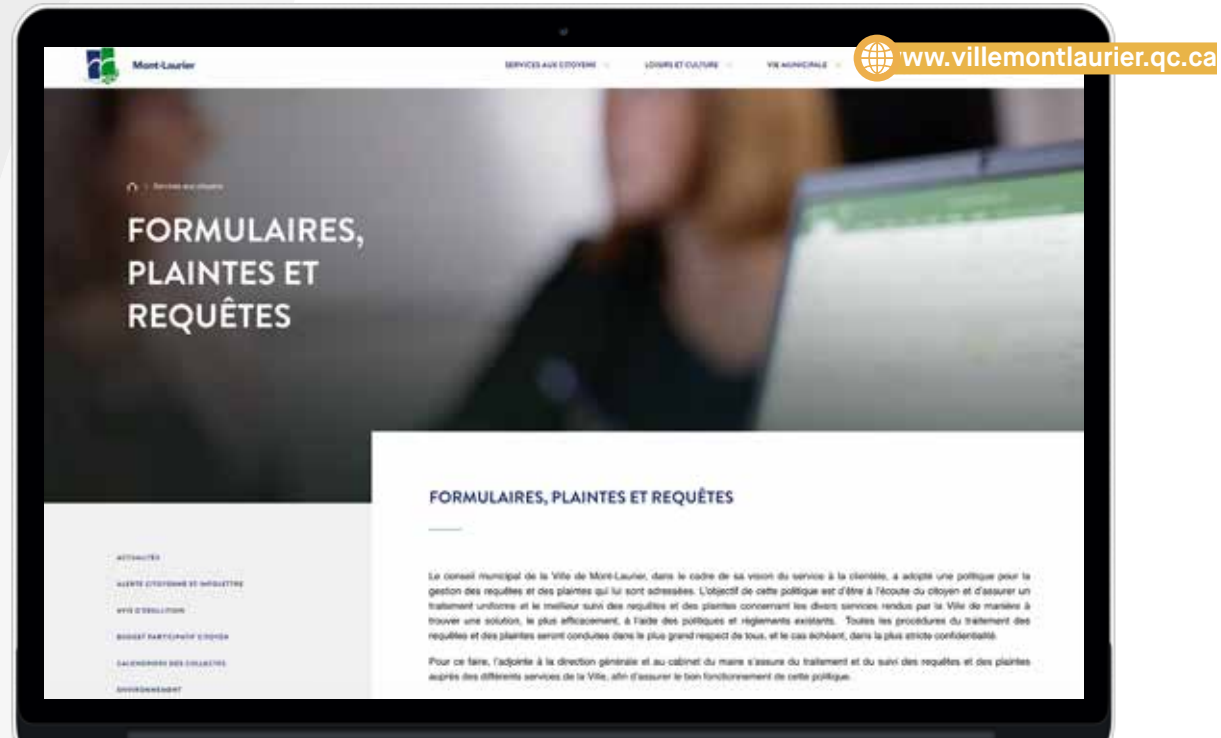 Mont-Laurier
SERVICES AUX CITOYENS
LOISIRS ET CULTURE
VIE MUNICIPALE
ww.villemontlaurier.qc.ca
Services aux citoyens
FORMULAIRES,
PLAINTES ET
REQUÊTES
FORMULAIRES, PLAINTES ET REQUÊTES
ACTUALITÉS
ALERTE CITOYENNE ET INFOLETTRE
AVIS D'ÉBULLITION
BUDGET PARTICIPATIF CITOYEN
CALENDRIERS DES COLLECTES
ENVIRONNEMENT
Le conseil municipal de la Ville de Mont-Laurier, dans le cadre de sa vision du service à la clientèle, a adopté une politique pour la
gestion des requêtes et des plaintes qui lui sont adressées. L'objectif de cette politique est d'être à l'écoute du citoyen et d'assurer un
traitement uniforme et le meilleur suivi des requêtes et des plaintes concernant les divers services rendus par la Ville de manière à
trouver une solution, le plus efficacement, à l'aide des politiques et règlements existants. Toutes les procédures du traitement des
requêtes et des plaintes seront conduites dans le plus grand respect de tous, et le cas échéant, dans la plus stricte confidentialité.
Pour ce faire, l'adjointe à la direction générale et au cabinet du maire s'assure du traitement et du suivi des requêtes et des plaintes
auprès des différents services de la Ville, afin d'assurer le bon fonctionnement de cette politique.